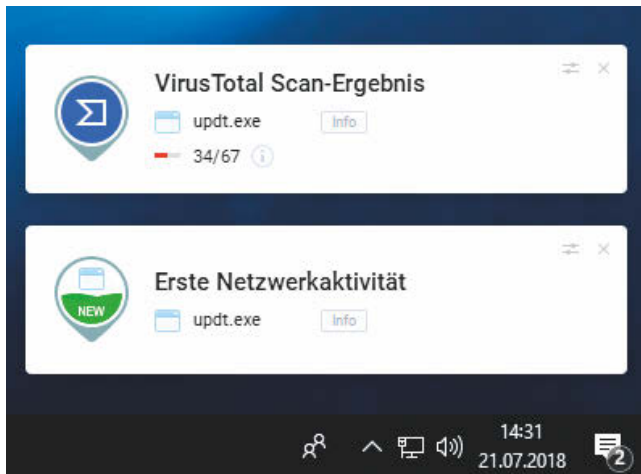 VirusTotal Scan-Ergebnis
updt.exe Info
34/67
Erste Netzwerkaktivität
NEW
updt.exe Info
14:31
21.07.2018
2